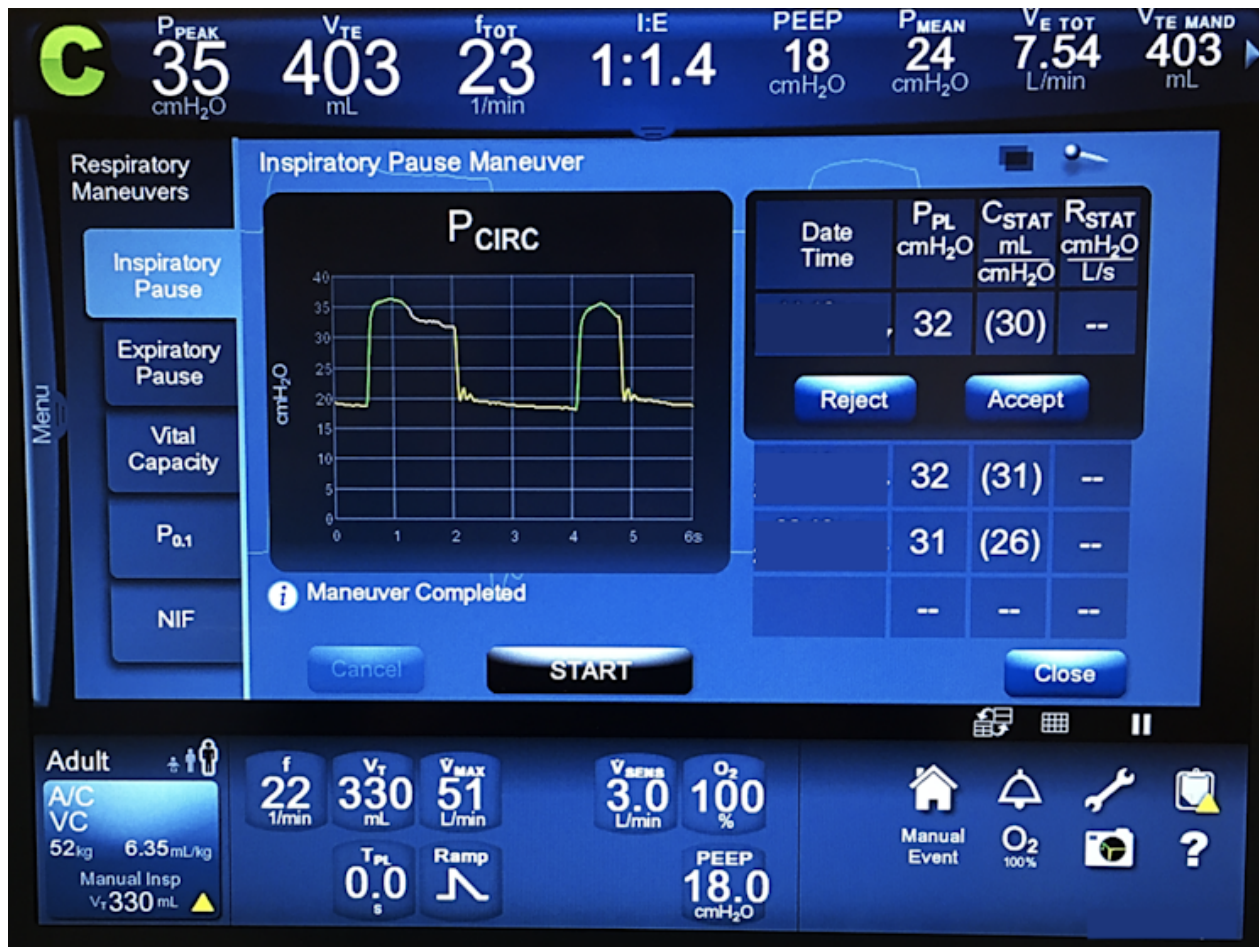 C
PPEAK 35 cmH2O
VTE 403 mL
fTOT 23 1/min
I:E 1:1.4
PEEP 18 cmH2O
PMEAN 24 cmH2O
V̇E TOT 7.54 L/min
VTE MAND 403 mL
Menu
Respiratory
Maneuvers
Inspiratory
Pause
Expiratory
Pause
Vital
Capacity
P0.1
NIF
Inspiratory Pause Maneuver
PCIRC
cmH2O
40
35
30
25
20
15
10
5
0
0 1 2 3 4 5 6s
Maneuver Completed
Cancel
START
Date
Time
PPL
cmH2O
CSTAT
mL
cmH2O
RSTAT
cmH2O
L/s
32 (30) --
Reject Accept
32 (31) --
31 (26) --
-- -- --
Close
Adult
A/C
VC
52kg 6.35mL/kg
Manual Insp
VT330 mL
f 22 1/min
VT 330 mL
V̇MAX 51 L/min
V̇SENS 3.0 L/min
O2 100 %
TPL 0.0 s
Ramp
PEEP 18.0 cmH2O
Manual
Event
O2
100%
?